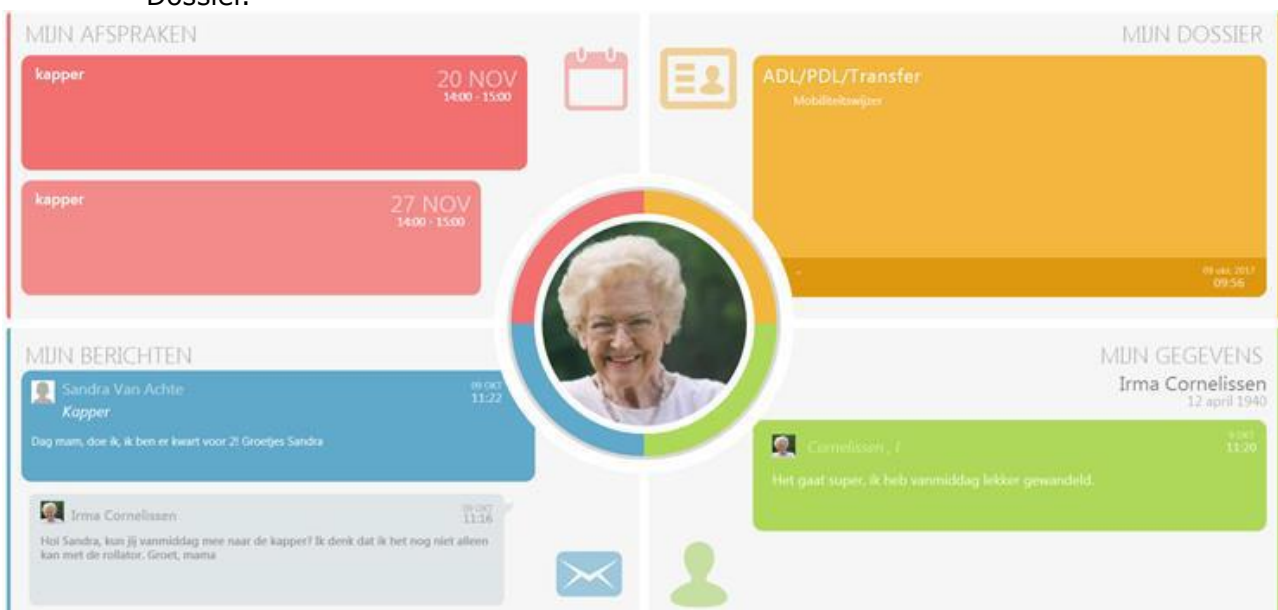 Dossier.
MIJN AFSPRAKEN
kapper
20 NOV
14:00 - 15:00
kapper
27 NOV
14:00 - 15:00
MIJN DOSSIER
ADL/PDL/Transfer
Mobiliteitswijzer
-
09 okt. 2017
09:56
MIJN BERICHTEN
Sandra Van Achte
09 OKT
11:22
Kapper
Dag mam, doe ik, ik ben er kwart voor 2! Groetjes Sandra
Irma Cornelissen
09 OKT
11:16
Hoi Sandra, kun jij vanmiddag mee naar de kapper? Ik denk dat ik het nog niet alleen
kan met de rollator. Groet, mama
MIJN GEGEVENS
Irma Cornelissen
12 april 1940
Cornelissen , I
9 OKT
11:20
Het gaat super, ik heb vanmiddag lekker gewandeld.